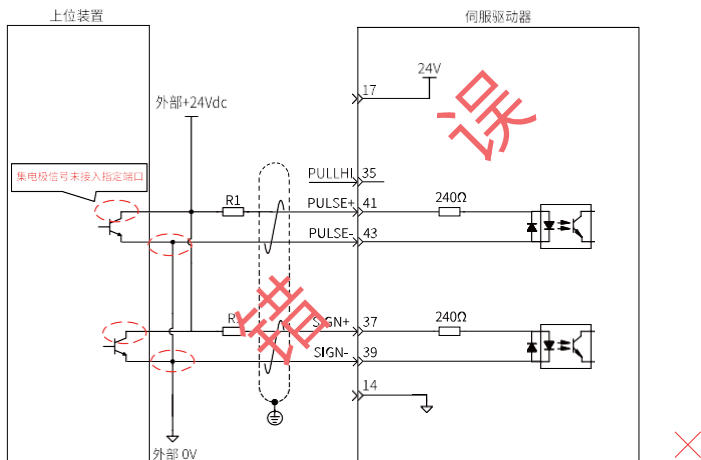 上位装置
伺服驱动器
24V
17
外部+24Vdc
误
集电极信号未接入指定端口
PULLHI 35
R1
PULSE+ 41
240Ω
PULSE- 43
错
R
SIGN+ 37
240Ω
SIGN- 39
14
外部 0V